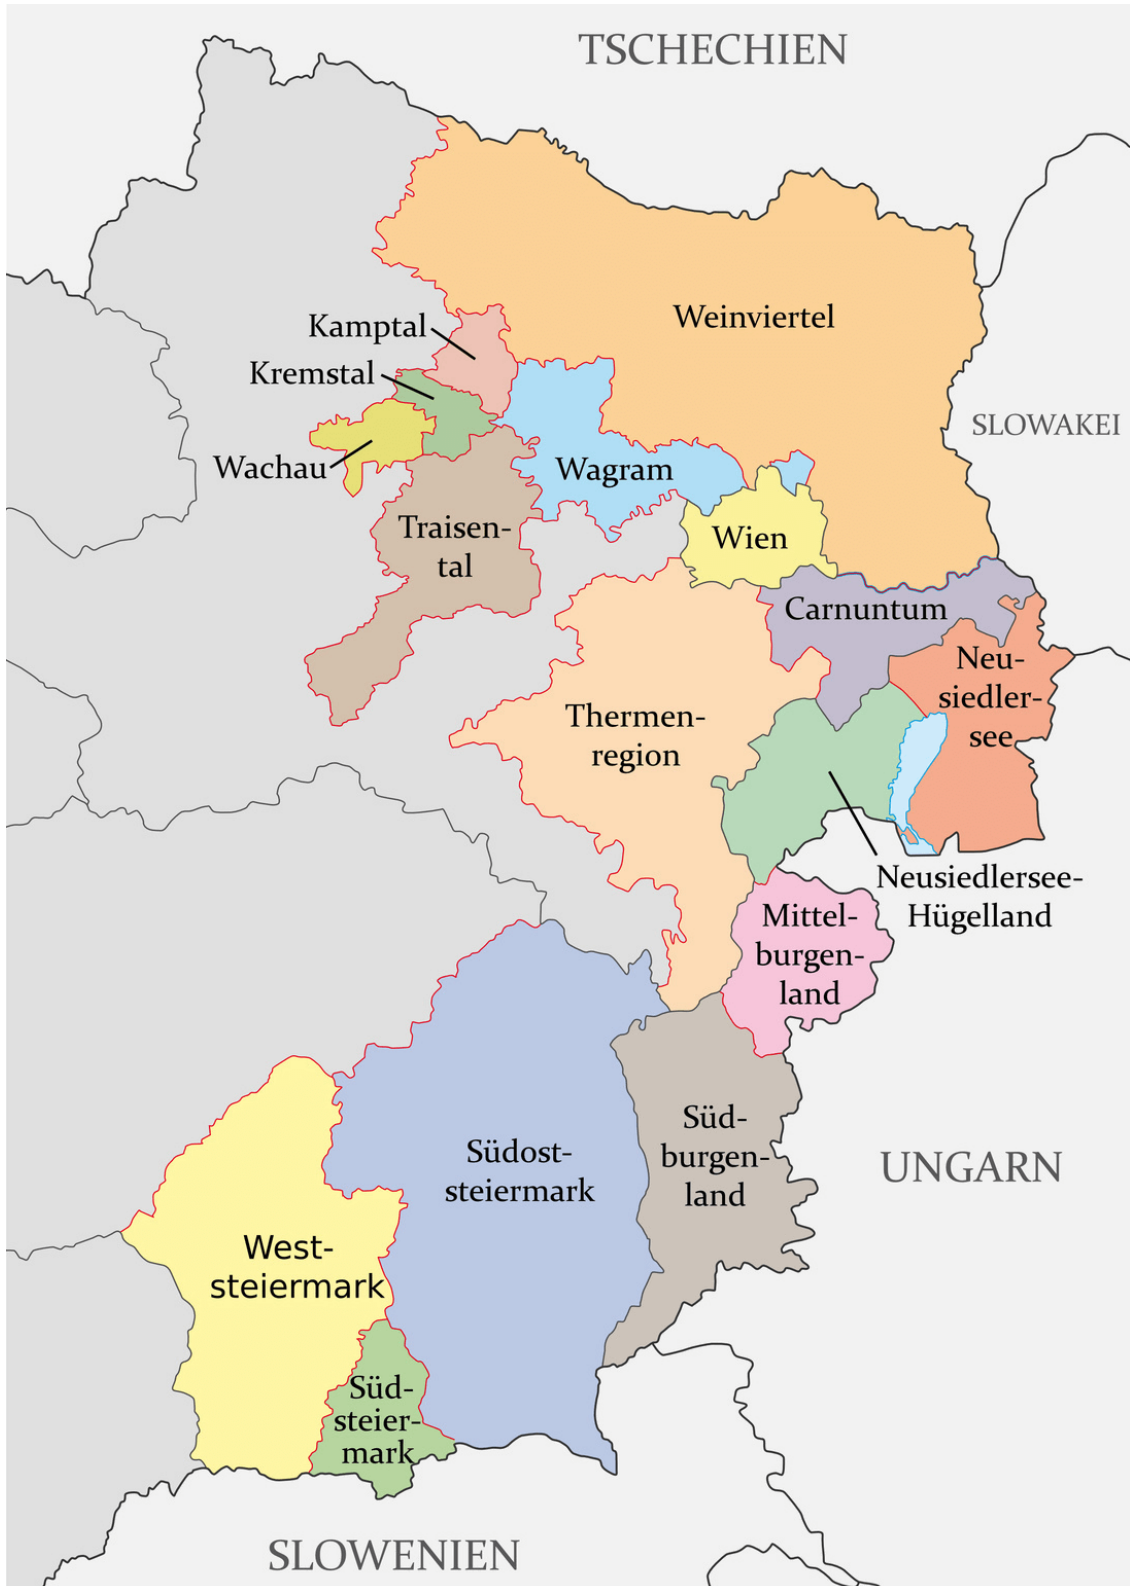 TSCHECHIEN
Weinviertel
Kamptal
Kremstal
SLOWAKEI
Wachau
Wagram
Traisen-
tal
Wien
Carnuntum
Neu-
siedler-
see
Thermen-
region
Neusiedlersee-
Hügelland
Mittel-
burgen-
land
Süd-
burgen-
land
Südost-
steiermark
UNGARN
West-
steiermark
Süd-
steier-
mark
SLOWENIEN